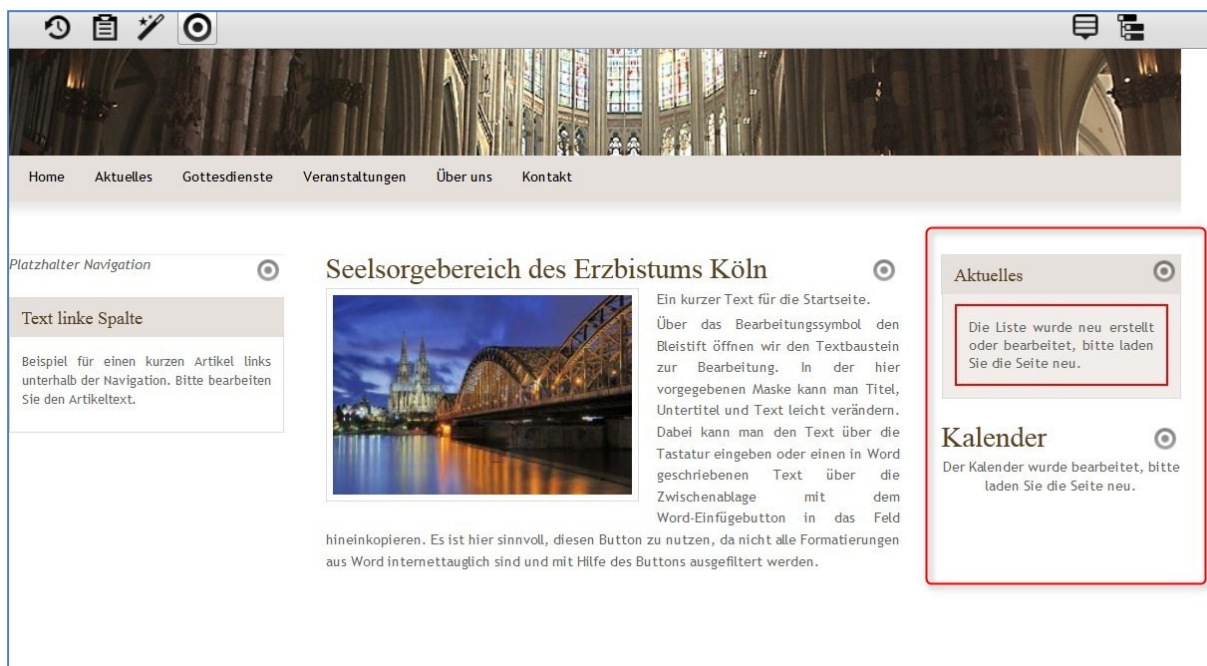 Home Aktuelles Gottesdienste Veranstaltungen Über uns Kontakt
Platzhalter Navigation
Text linke Spalte
Beispiel für einen kurzen Artikel links
unterhalb der Navigation. Bitte bearbeiten
Sie den Artikeltext.
Seelsorgebereich des Erzbistums Köln
Ein kurzer Text für die Startseite.
Über das Bearbeitungssymbol den
Bleistift öffnen wir den Textbaustein
zur Bearbeitung. In der hier
vorgegebenen Maske kann man Titel,
Untertitel und Text leicht verändern.
Dabei kann man den Text über die
Tastatur eingeben oder einen in Word
geschriebenen Text über die
Zwischenablage mit dem
Word-Einfügebutton in das Feld
hineinkopieren. Es ist hier sinnvoll, diesen Button zu nutzen, da nicht alle Formatierungen
aus Word internettauglich sind und mit Hilfe des Buttons ausgefiltert werden.
Aktuelles
Die Liste wurde neu erstellt
oder bearbeitet, bitte laden
Sie die Seite neu.
Kalender
Der Kalender wurde bearbeitet, bitte
laden Sie die Seite neu.